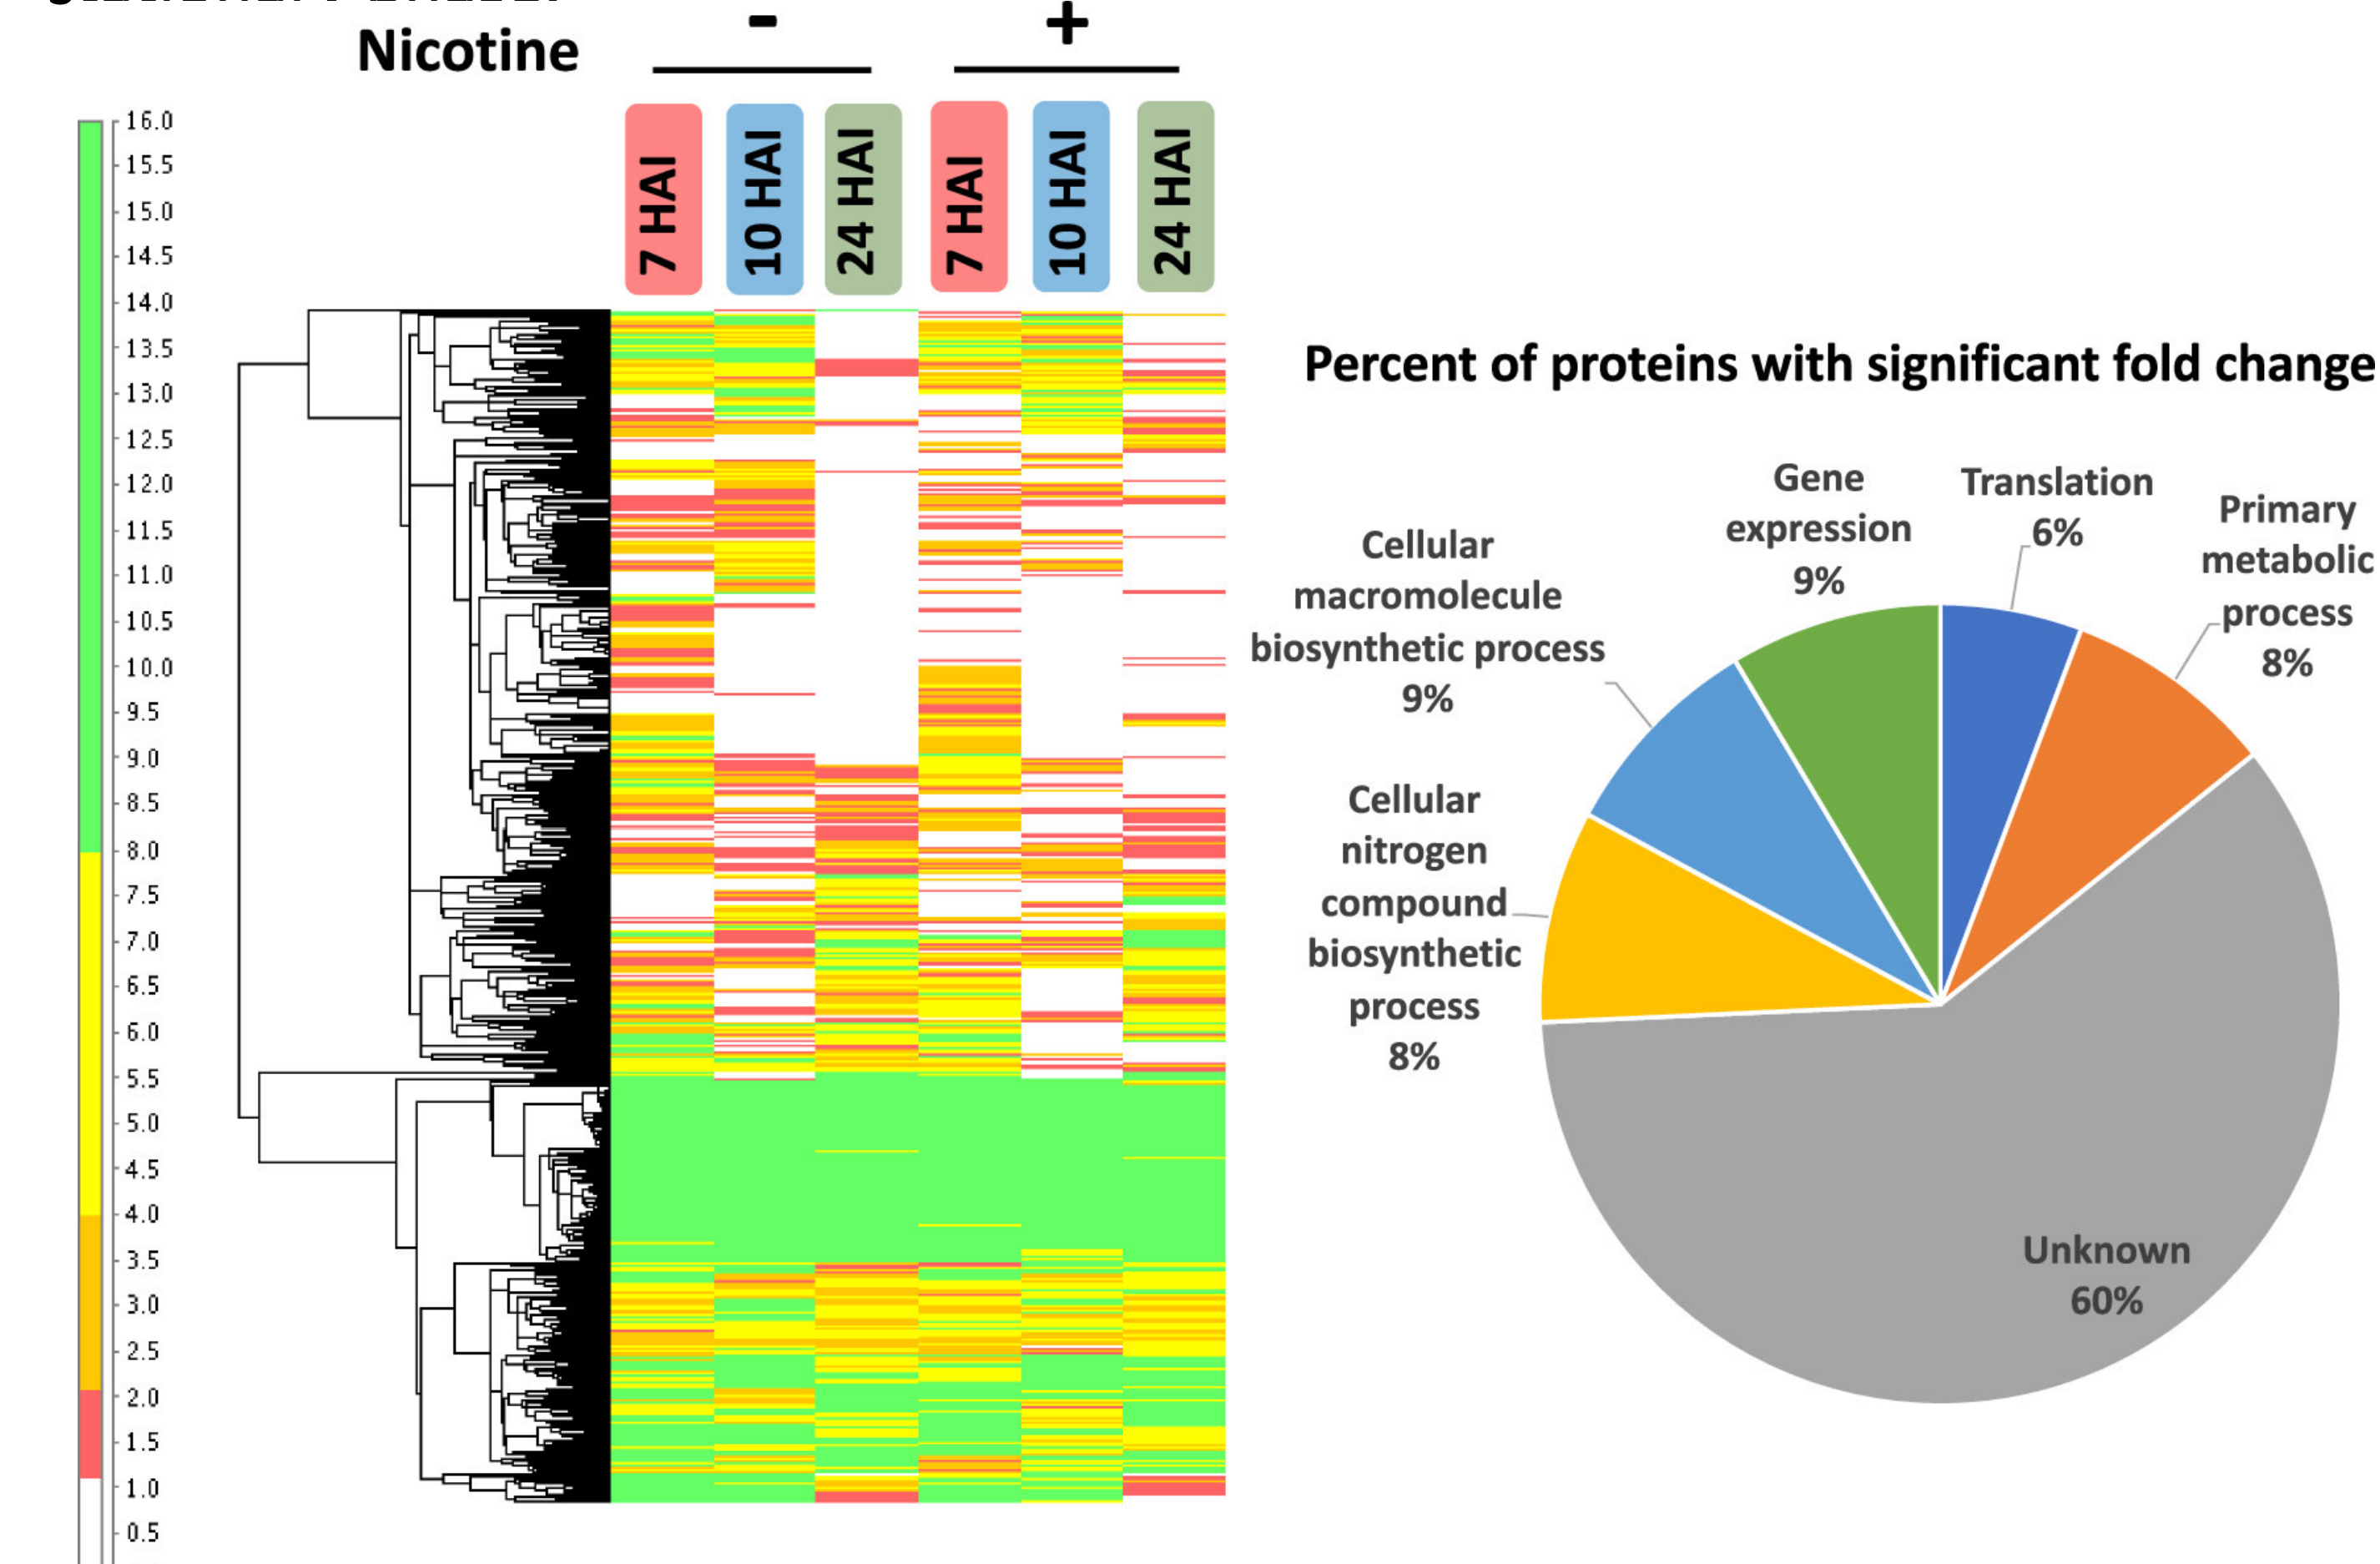 -
+
Nicotine
7 HAI
10 HAI
24 HAI
7 HAI
10 HAI
24 HAI
16.0
15.5
15.0
14.5
14.0
13.5
13.0
12.5
12.0
11.5
11.0
10.5
10.0
9.5
9.0
8.5
8.0
7.5
7.0
6.5
6.0
5.5
5.0
4.5
4.0
3.5
3.0
2.5
2.0
1.5
1.0
0.5
Percent of proteins with significant fold change
Gene
expression
9%
Translation
6%
Primary
metabolic
process
8%
Cellular
macromolecule
biosynthetic process
9%
Cellular
nitrogen
compound
biosynthetic
process
8%
Unknown
60%